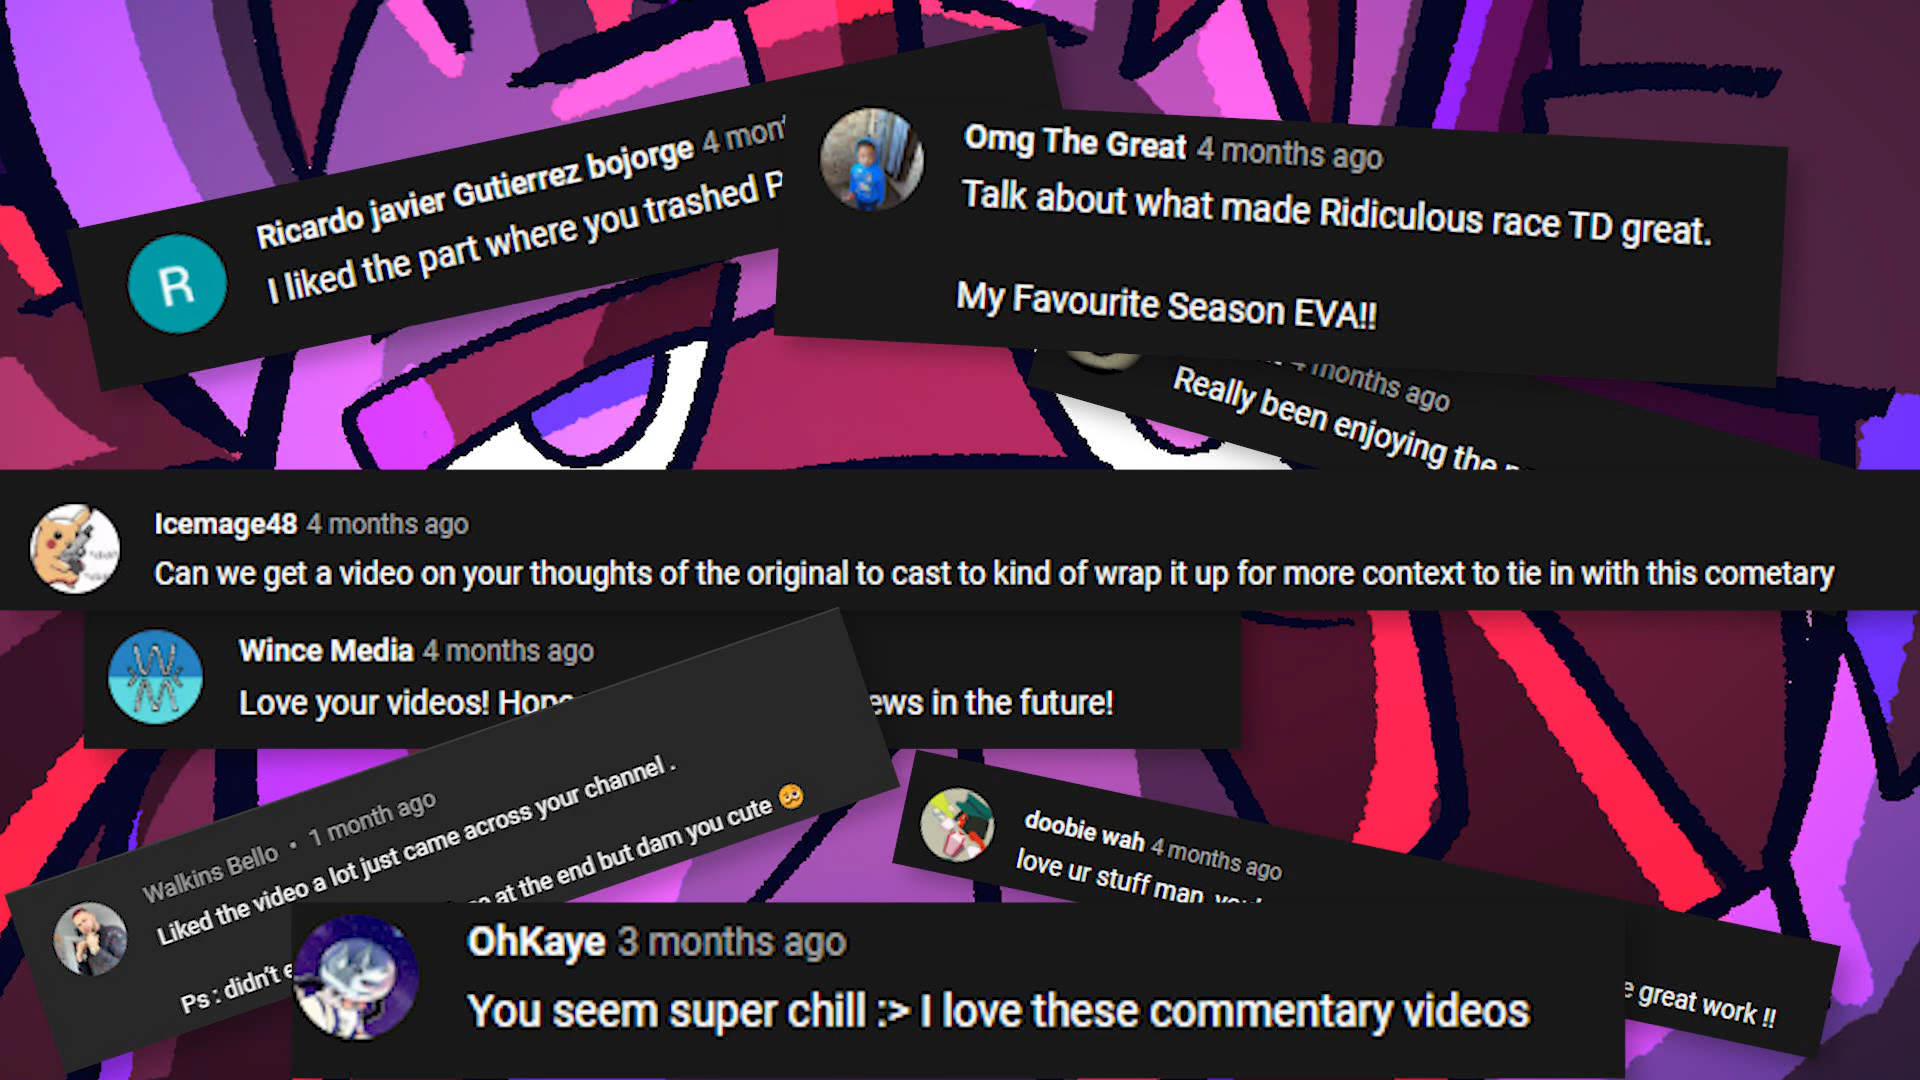 Ricardo javier Gutierrez bojorge 4
I liked the part where you trashed
Omg The Great 4 months ago
Talk about what made Ridiculous race TD great.
My Favourite Season EVA!!
4 months ago
Really been enjoying the
Icemage48 4 months ago
Can we get a video on your thoughts of the original to cast to kind of wrap it up for more context to tie in with this cometary
Wince Media 4 months ago
Love your videos! in the future!
Walkins Bello • 1 month ago
Liked the video a lot just came across your channel .
Ps : didn't at the end but dam you cute 🥺
doobie wah 4 months ago
love ur stuff man, great work !!
OhKaye 3 months ago
You seem super chill :> I love these commentary videos
R